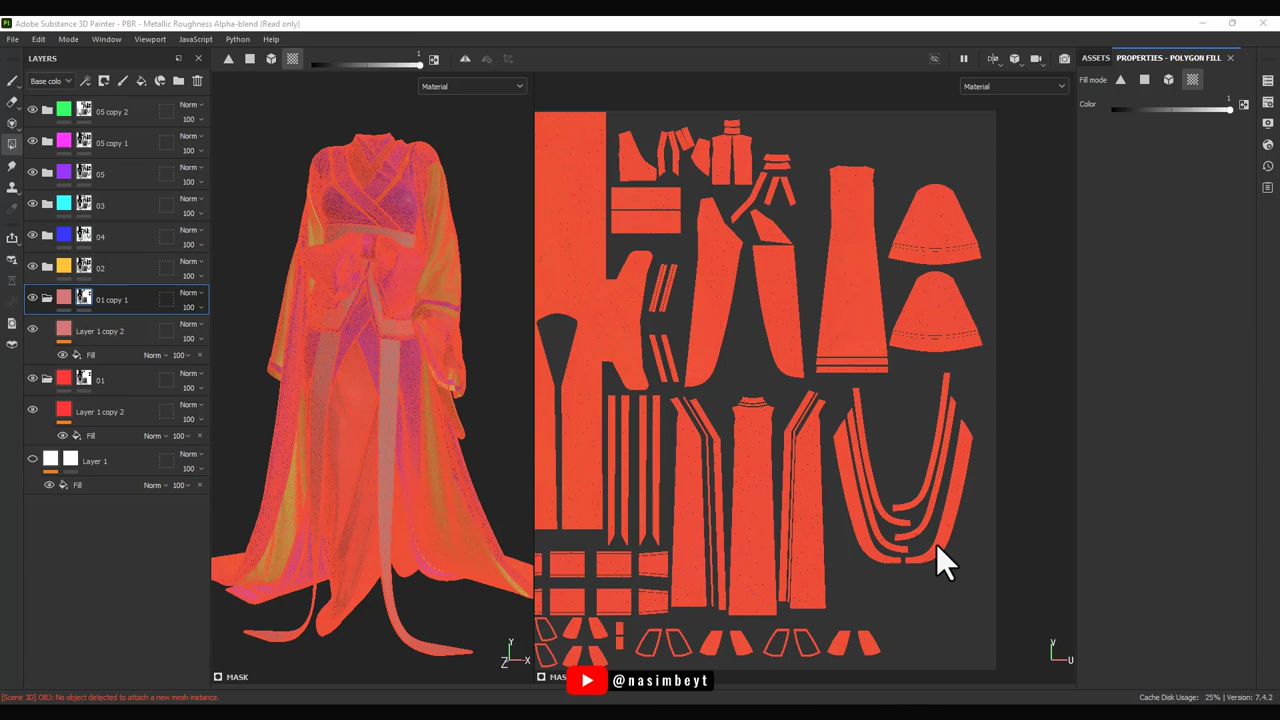 Adobe Substance 3D Painter - PBR - Metallic Roughness Alpha-blend (Read only)
File Edit Mode Window Viewport JavaScript Python Help
LAYERS
ASSETS PROPERTIES - POLYGON FILL
Base colo
1
Material
Material
Fill mode
Color
1
Norm
05 copy 2
100
Norm
05 copy 1
100
Norm
05
100
Norm
03
100
Norm
04
100
Norm
02
100
Norm
01 copy 1
100
Norm
Layer 1 copy 2
100
Fill Norm 100
Norm
01
100
Norm
Layer 1 copy 2
100
Fill Norm 100
Norm
Layer 1
100
Fill Norm 100
Y
Z X
V
U
MASK
MAS
@nasimbeyt
[Scene 3D] OBJ: No object detected to attach a new mesh instance.
Cache Disk Usage: 25% | Version: 7.4.2